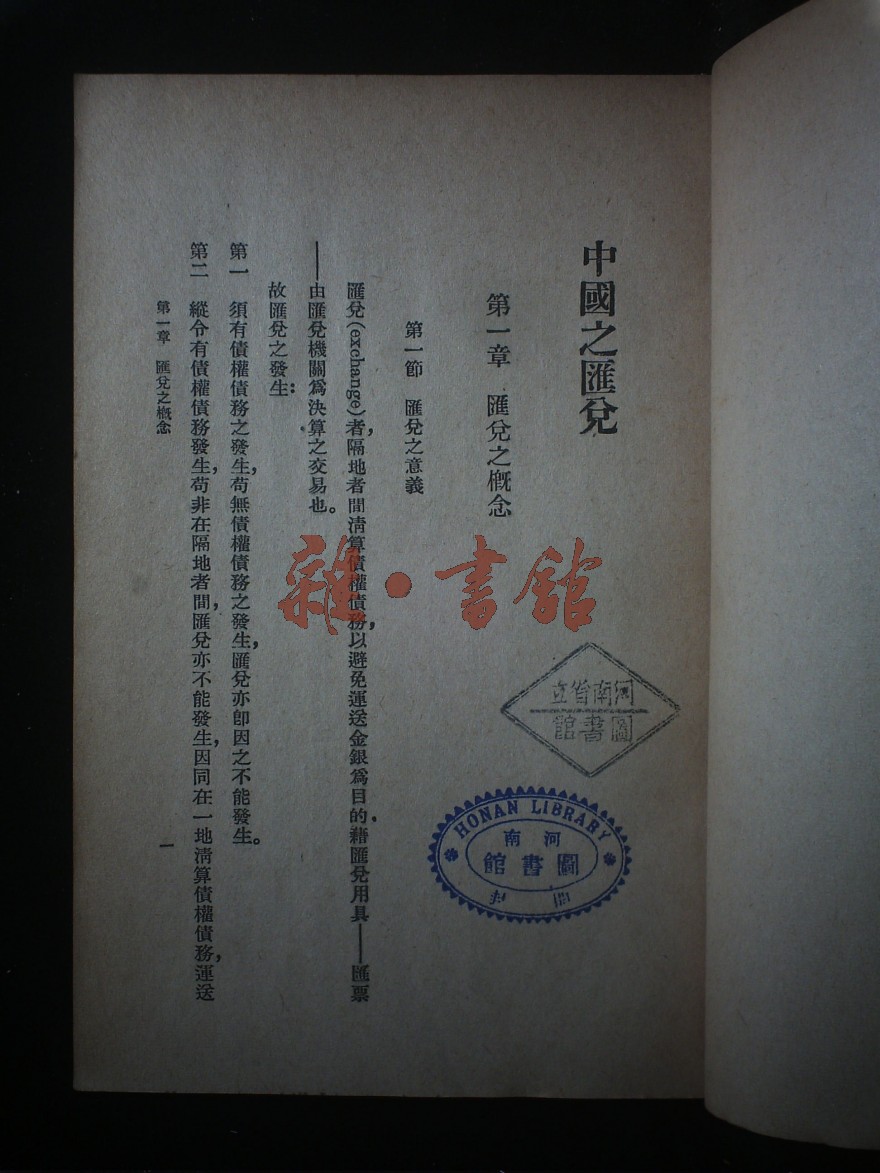 中國之匯兌
第一章　匯兌之概念
第一節　匯兌之意義
匯兌(exchange)者，隔地者間清算債權債務，以避免運送金銀爲目的，藉匯兌用具——匯票
——由匯兌機關爲決算之交易也。
故匯兌之發生：
第一　須有債權債務之發生，苟無債權債務之發生，匯兌亦卽因之不能發生。
第二　縱令有債權債務發生，苟非在隔地者間，匯兌亦不能發生，因同在一地清算債權債務，運送
第一章　匯兌之概念
一
雜·書館
河南省立
圖書館
HONAN LIBRARY
河南
圖書館
開封